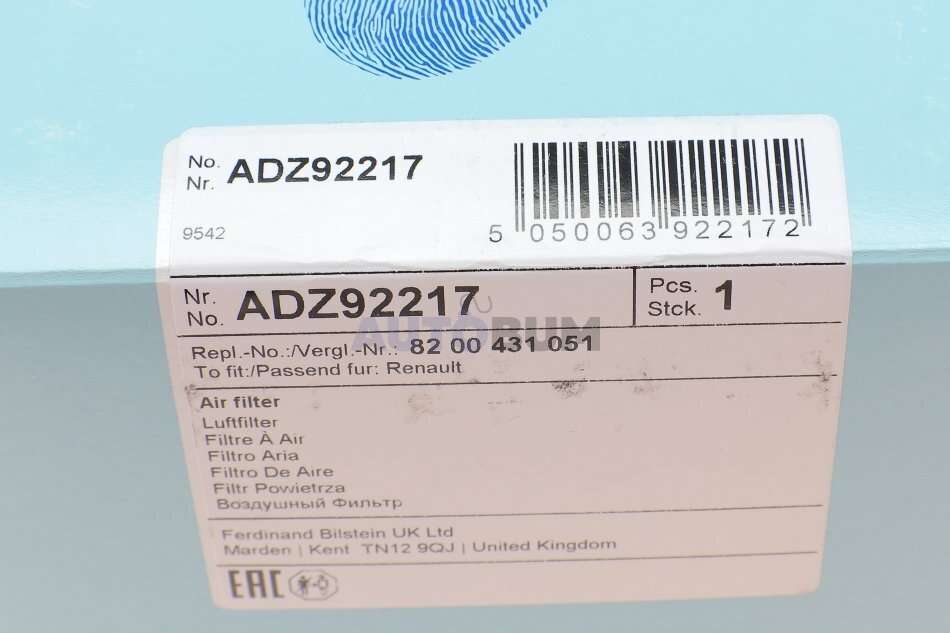 No.
Nr. ADZ92217
9542
5 050063 922172
Nr.
No. ADZ92217
Pcs.
Stck. 1
AUTOBUM
Repl.-No.:/Vergl.-Nr.: 82 00 431 051
To fit:/Passend fur: Renault
Air filter
Luftfilter
Filtre À Air
Filtro Aria
Filtro De Aire
Filtr Powietrza
Воздушный Фильтр
Ferdinand Bilstein UK Ltd
Marden | Kent TN12 9QJ | United Kingdom
EAC